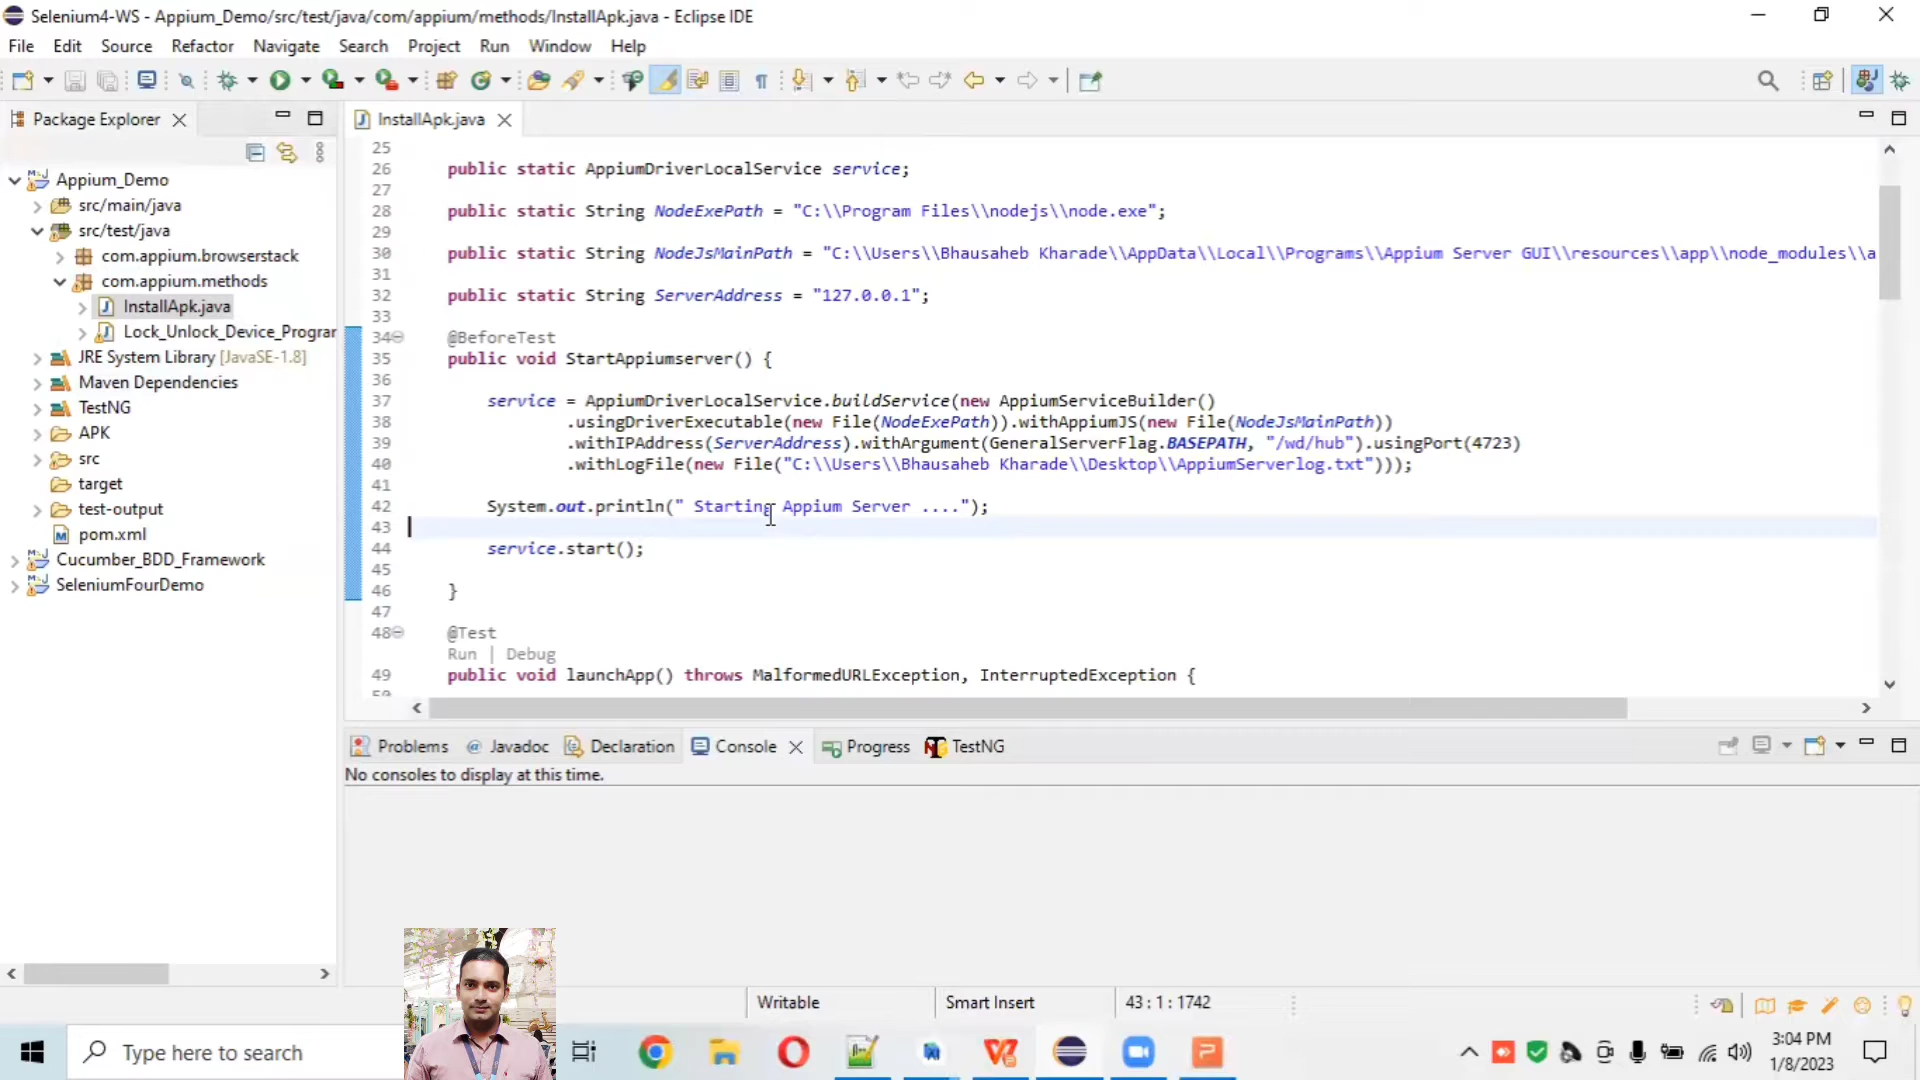 Selenium4-WS - Appium_Demo/src/test/java/com/appium/methods/InstallApk.java - Eclipse IDE
File Edit Source Refactor Navigate Search Project Run Window Help
Package Explorer
InstallApk.java
Appium_Demo
src/main/java
src/test/java
com.appium.browserstack
com.appium.methods
InstallApk.java
Lock_Unlock_Device_Prograr
JRE System Library [JavaSE-1.8]
Maven Dependencies
TestNG
APK
src
target
test-output
pom.xml
Cucumber_BDD_Framework
SeleniumFourDemo
25
26 public static AppiumDriverLocalService service;
27
28 public static String NodeExePath = "C:\\Program Files\\nodejs\\node.exe";
29
30 public static String NodeJsMainPath = "C:\\Users\\Bhausaheb Kharade\\AppData\\Local\\Programs\\Appium Server GUI\\resources\\app\\node_modules\\a
31
32 public static String ServerAddress = "127.0.0.1";
33
34 @BeforeTest
35 public void StartAppiumserver() {
36
37 service = AppiumDriverLocalService.buildService(new AppiumServiceBuilder()
38 .usingDriverExecutable(new File(NodeExePath)).withAppiumJS(new File(NodeJsMainPath))
39 .withIPAddress(ServerAddress).withArgument(GeneralServerFlag.BASEPATH, "/wd/hub").usingPort(4723)
40 .withLogFile(new File("C:\\Users\\Bhausaheb Kharade\\Desktop\\AppiumServerlog.txt")));
41
42 System.out.println(" Starting Appium Server ....");
43
44 service.start();
45
46 }
47
48 @Test
Run | Debug
49 public void launchApp() throws MalformedURLException, InterruptedException {
50
Problems @ Javadoc Declaration Console Progress TestNG
No consoles to display at this time.
Writable Smart Insert 43 : 1 : 1742
Type here to search
3:04 PM
1/8/2023